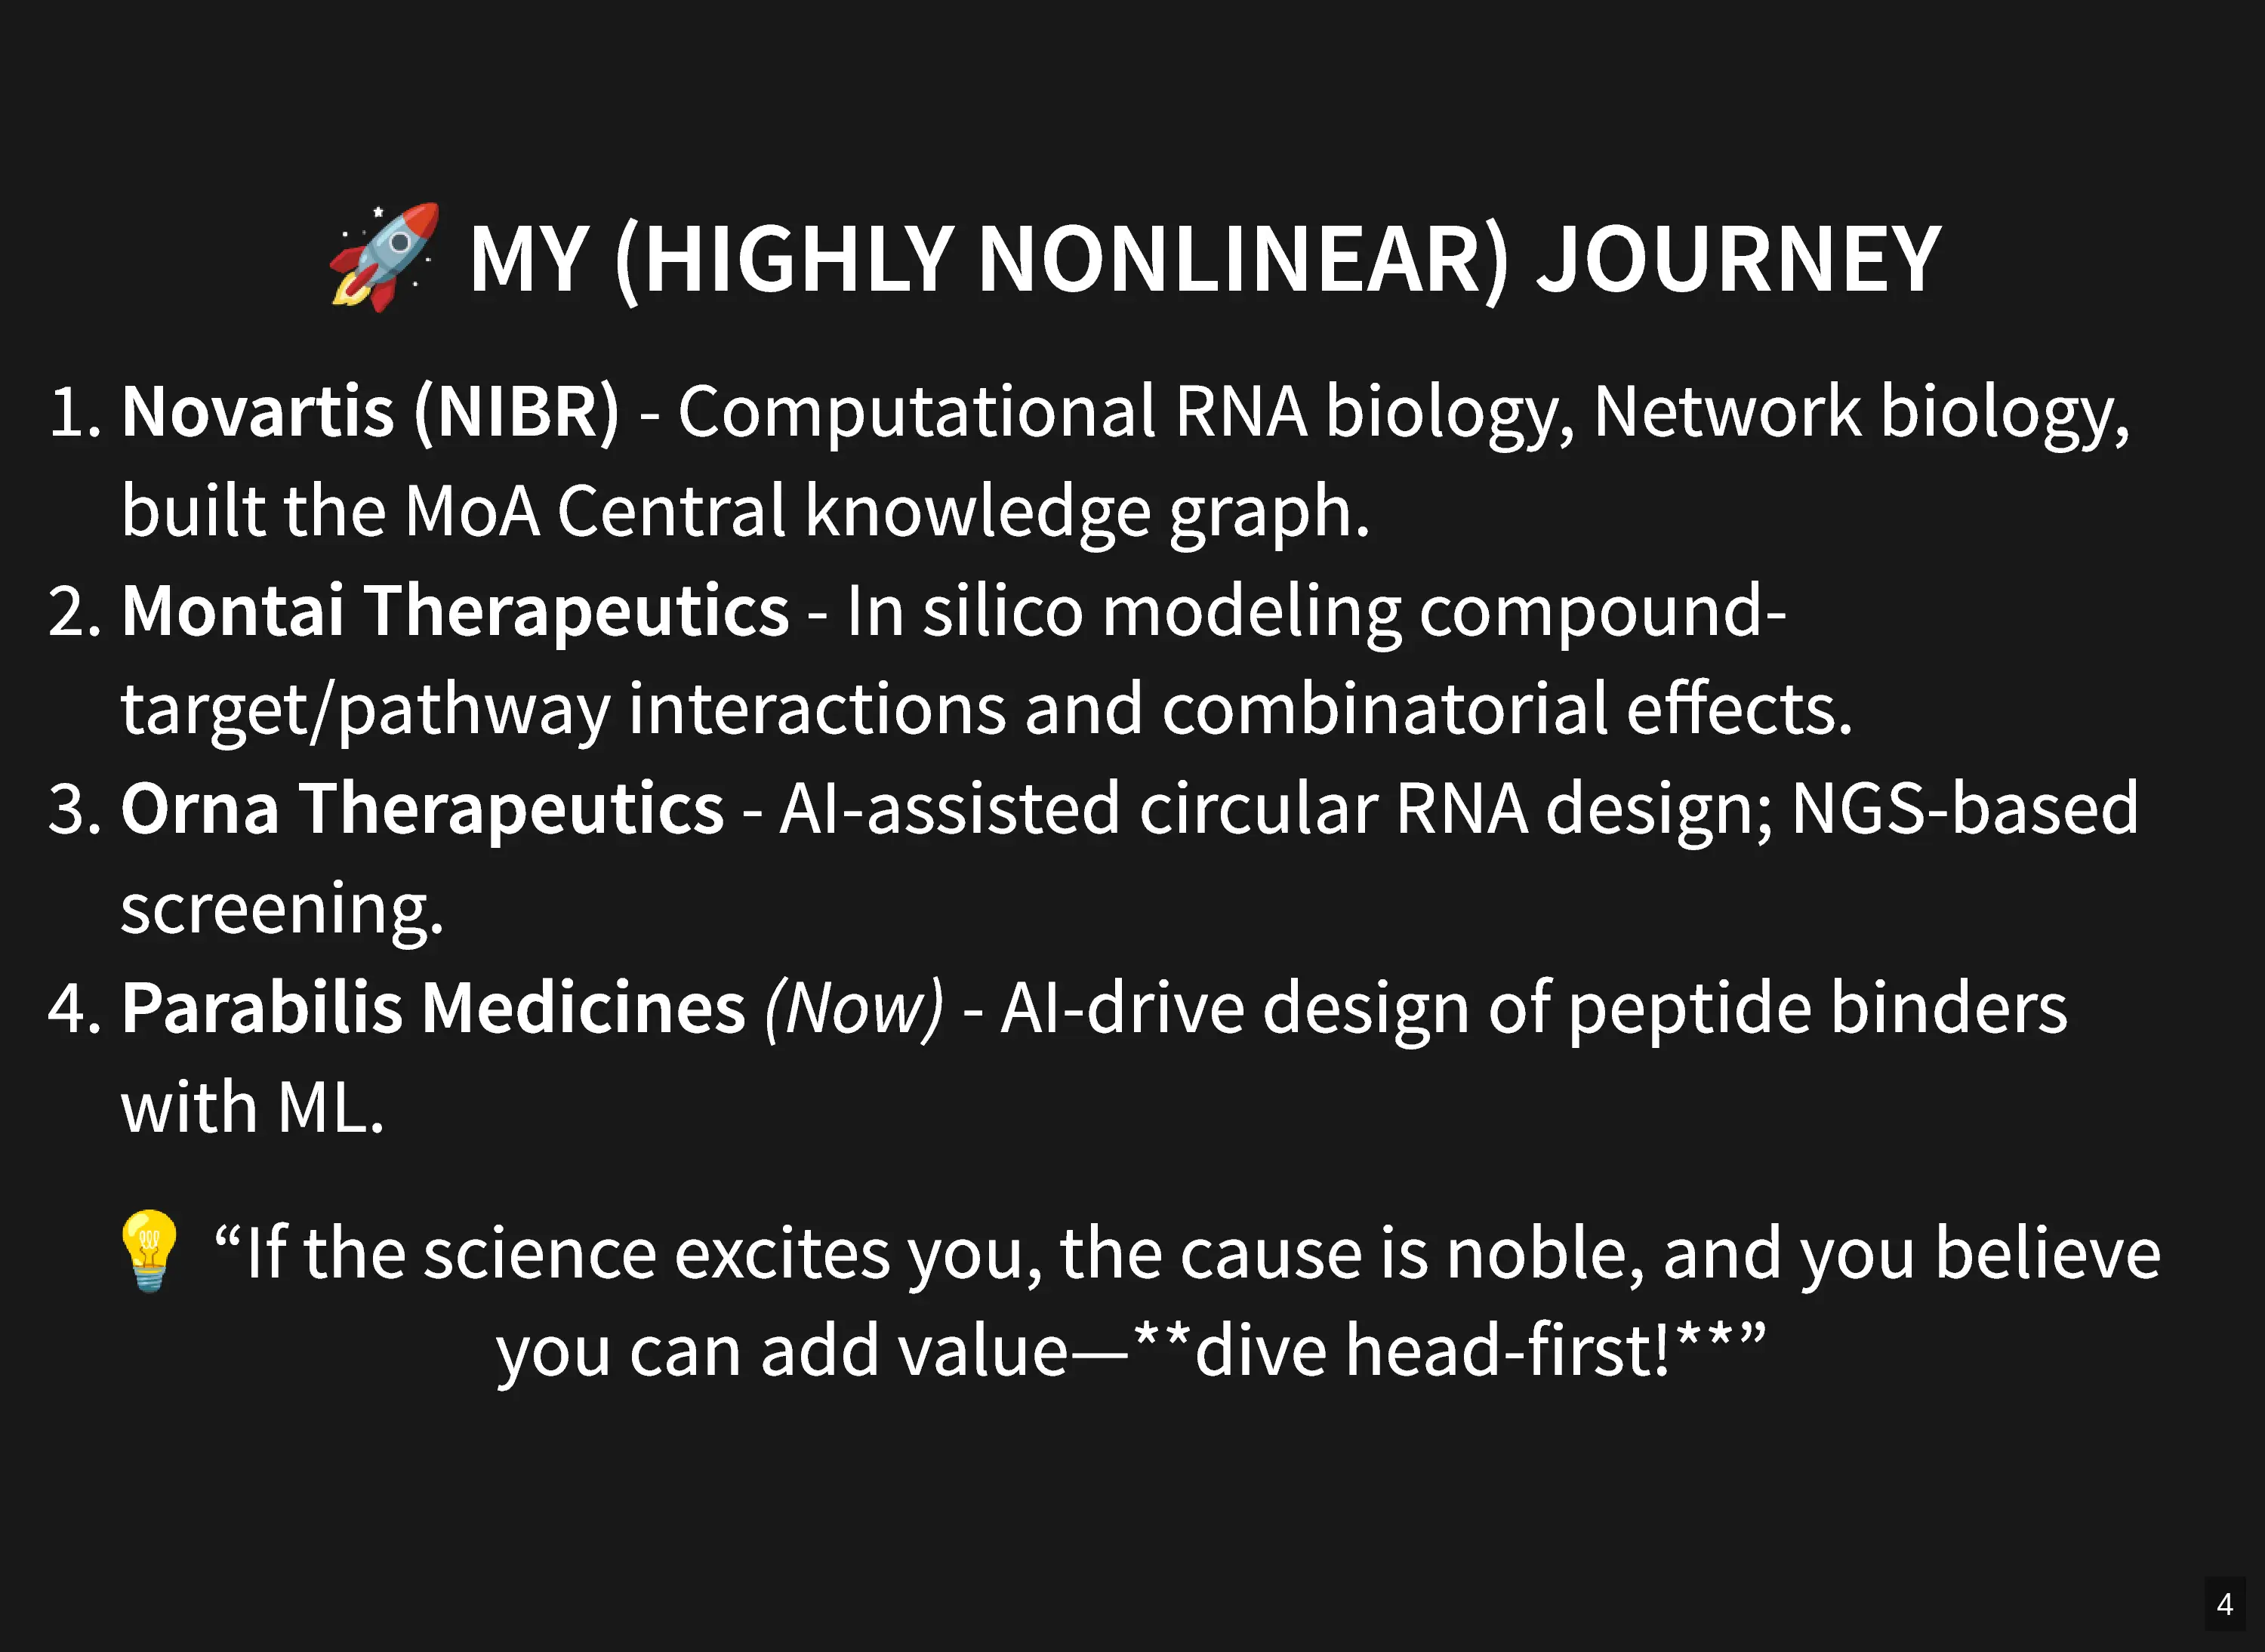 🚀 MY (HIGHLY NONLINEAR) JOURNEY
1. Novartis (NIBR) - Computational RNA biology, Network biology,
built the MoA Central knowledge graph.
2. Montai Therapeutics - In silico modeling compound-
target/pathway interactions and combinatorial effects.
3. Orna Therapeutics - AI-assisted circular RNA design; NGS-based
screening.
4. Parabilis Medicines (Now) - AI-drive design of peptide binders
with ML.
💡 “If the science excites you, the cause is noble, and you believe
you can add value—**dive head-first!**”
4